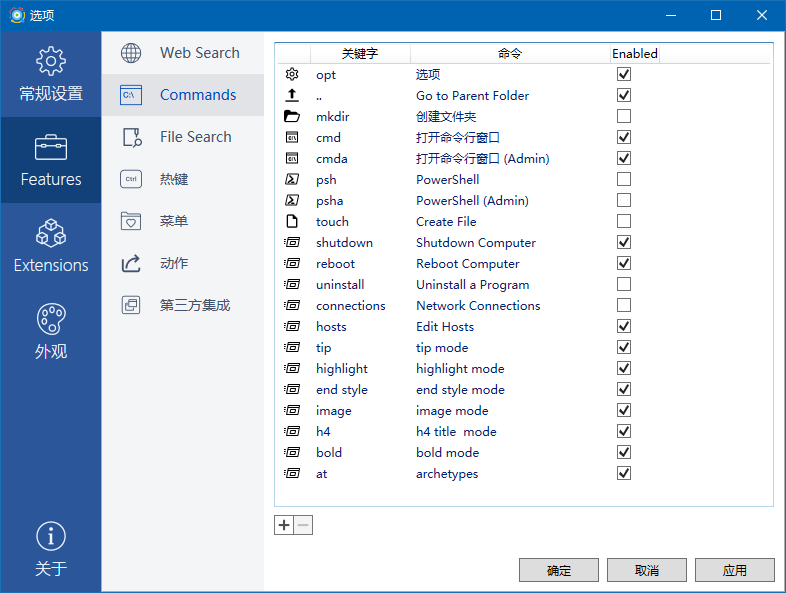 选项
常规设置
Features
Extensions
外观
关于
Web Search
C:\
Commands
File Search
Ctrl
热键
菜单
动作
第三方集成
关键字 命令 Enabled
opt 选项
.. Go to Parent Folder
mkdir 创建文件夹
cmd 打开命令行窗口
cmda 打开命令行窗口 (Admin)
psh PowerShell
psha PowerShell (Admin)
touch Create File
shutdown Shutdown Computer
reboot Reboot Computer
uninstall Uninstall a Program
connections Network Connections
hosts Edit Hosts
tip tip mode
highlight highlight mode
end style end style mode
image image mode
h4 h4 title  mode
bold bold mode
at archetypes
确定 取消 应用